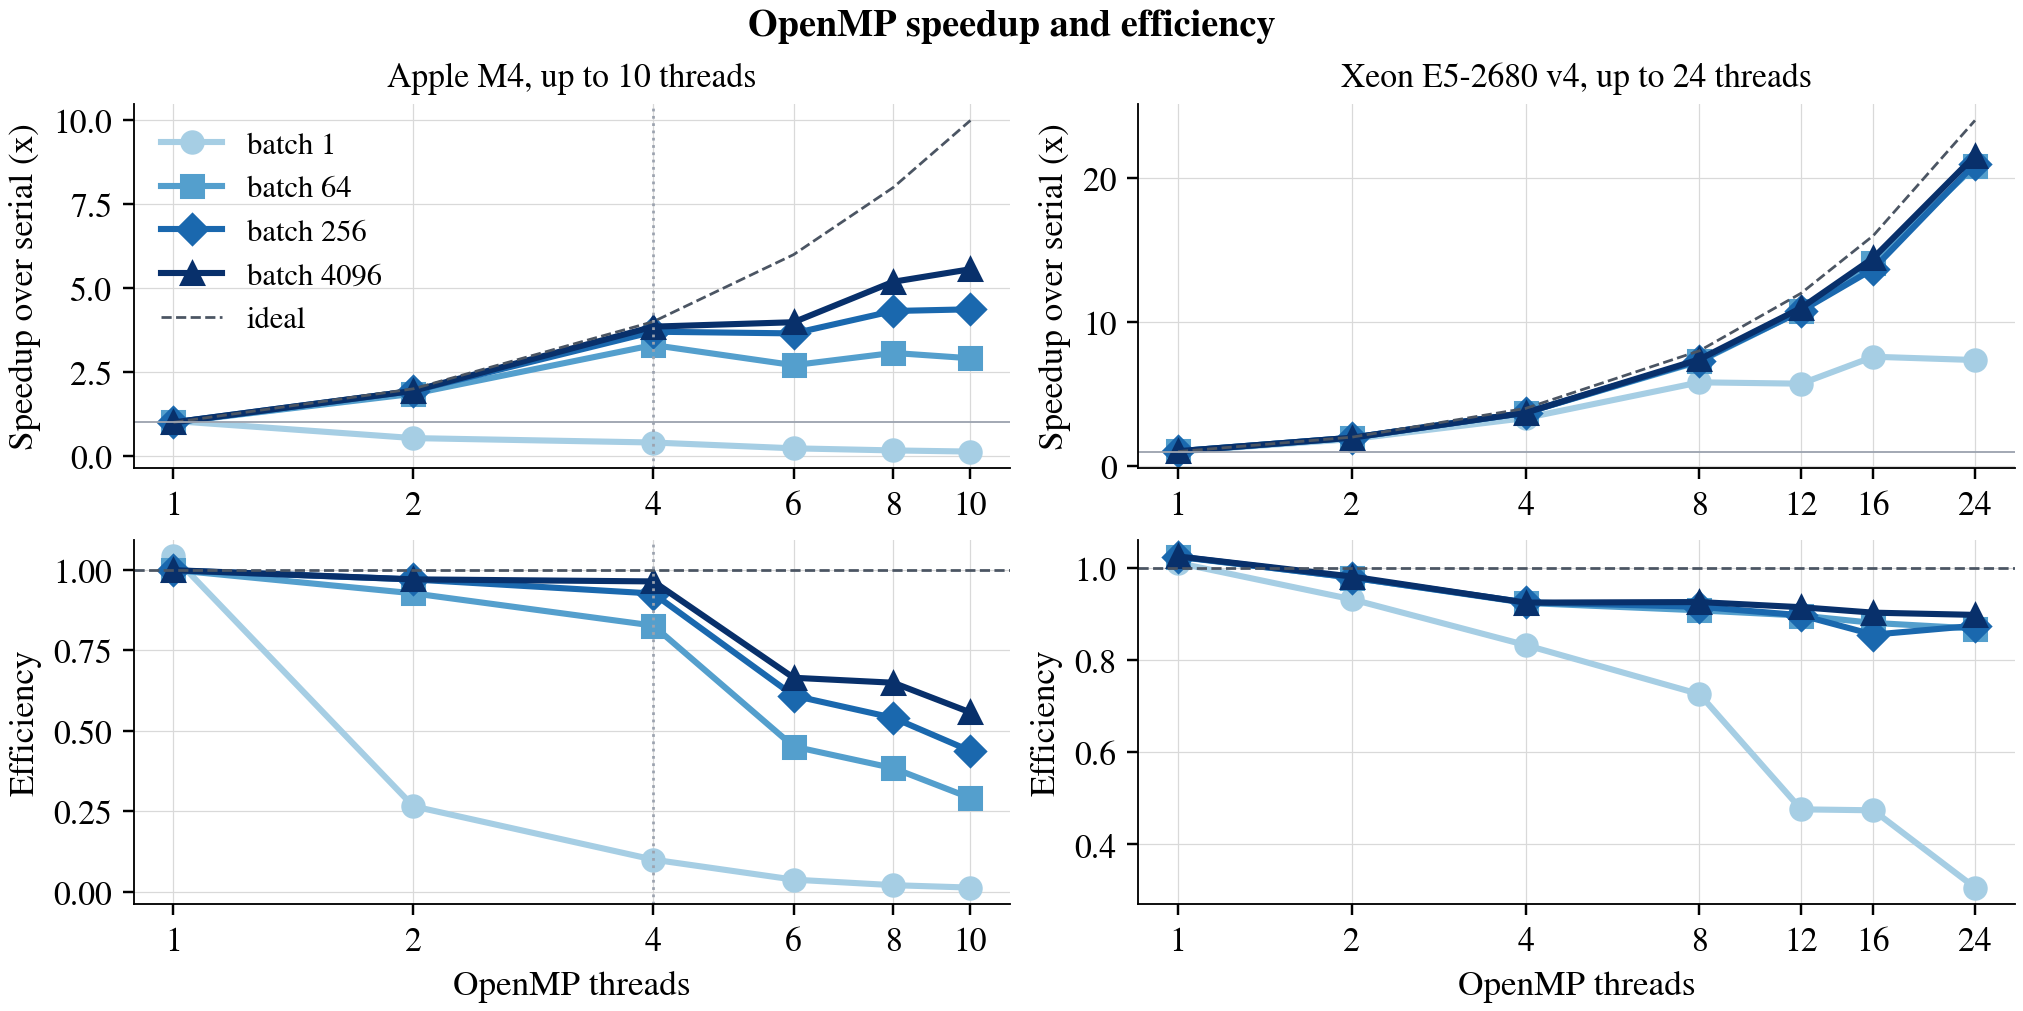 OpenMP speedup and efficiency
Apple M4, up to 10 threads
Speedup over serial (x)
10.0
7.5
5.0
2.5
0.0
batch 1
batch 64
batch 256
batch 4096
ideal
1 2 4 6 8 10
Xeon E5-2680 v4, up to 24 threads
Speedup over serial (x)
20
10
0
1 2 4 8 12 16 24
Efficiency
1.00
0.75
0.50
0.25
0.00
1 2 4 6 8 10
OpenMP threads
Efficiency
1.0
0.8
0.6
0.4
1 2 4 8 12 16 24
OpenMP threads